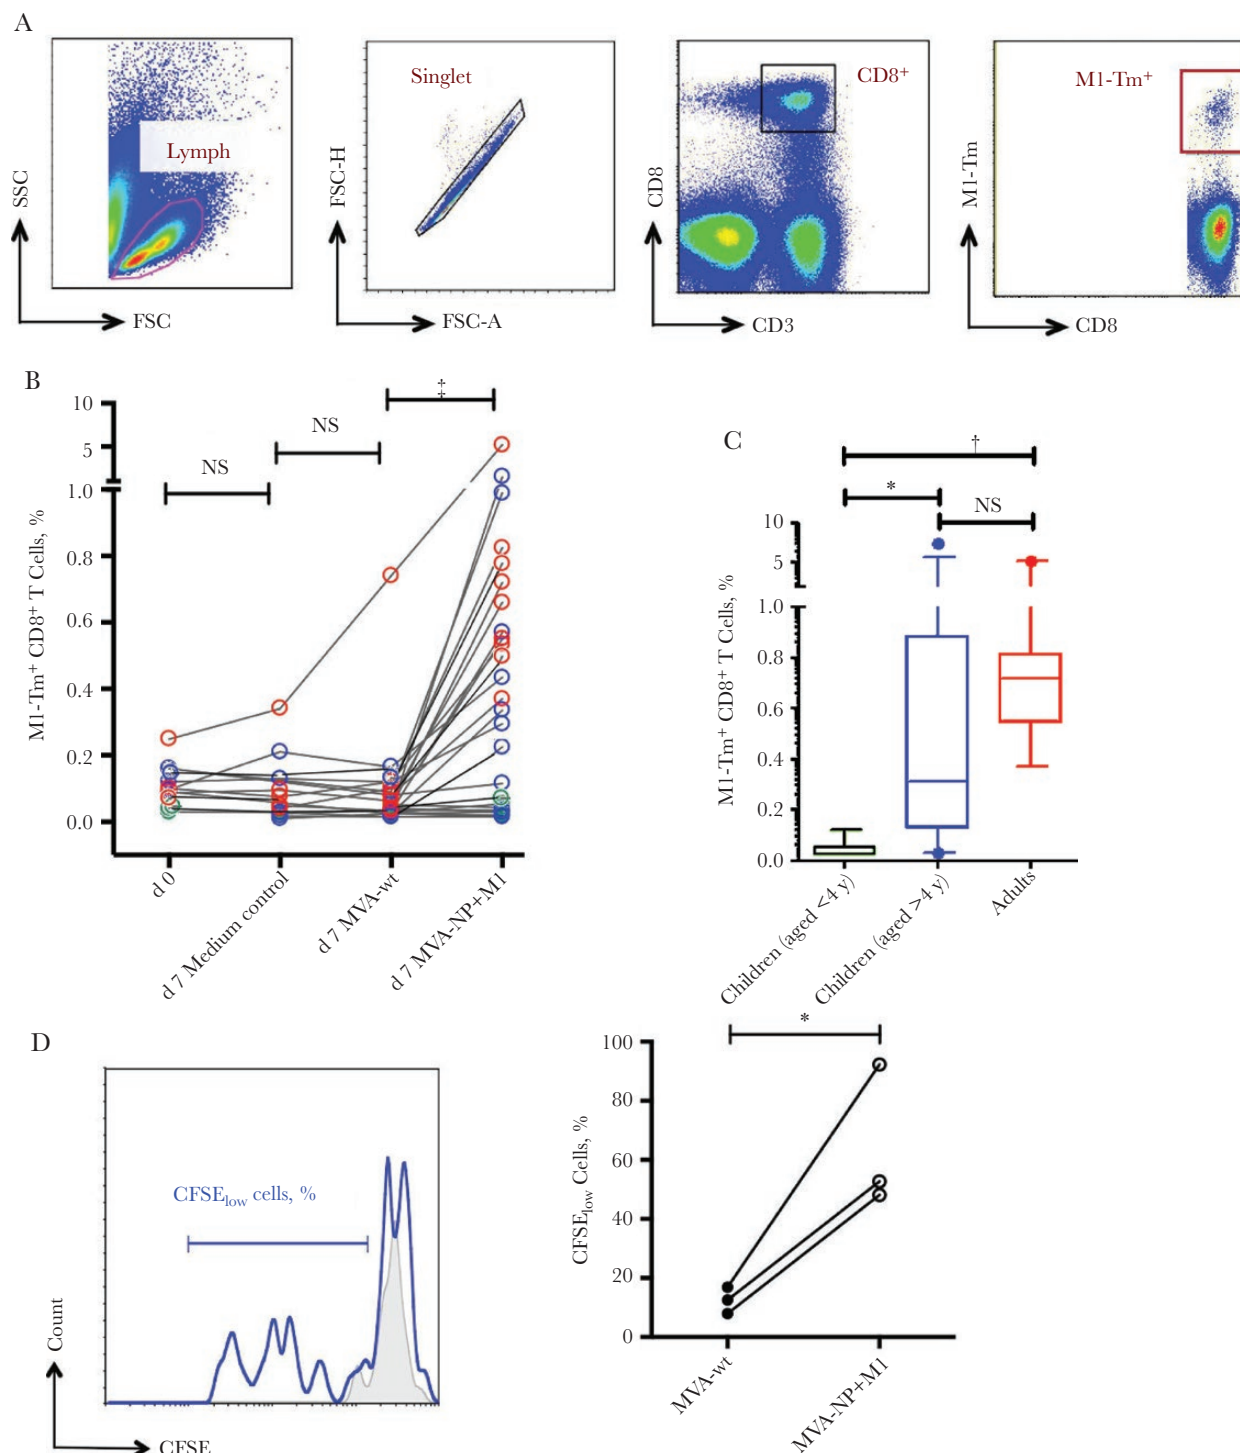 A
SSC
Lymph
FSC
FSC-H
Singlet
FSC-A
CD8
CD8+
CD3
M1-Tm
M1-Tm+
CD8
B
M1-Tm+ CD8+ T Cells, %
10
5
1.0
0.8
0.6
0.4
0.2
0.0
NS
NS
‡
d 0
d 7 Medium control
d 7 MVA-wt
d 7 MVA-NP+M1
C
M1-Tm+ CD8+ T Cells, %
10
5
1.0
0.8
0.6
0.4
0.2
0.0
†
*
NS
Children (aged <4 y)
Children (aged >4 y)
Adults
D
Count
CFSElow cells, %
CFSE
CFSElow Cells, %
100
80
60
40
20
0
*
MVA-wt
MVA-NP+M1